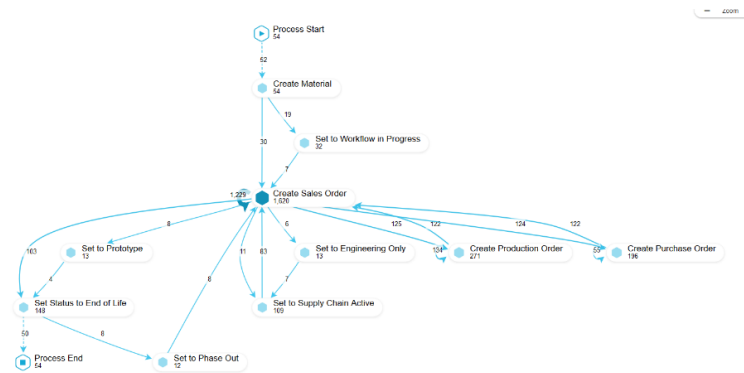 − Zoom
Process Start
54
52
Create Material
54
19
Set to Workflow in Progress
32
30
7
1,229
Create Sales Order
1,620
8
6
125
122
124
122
163
11
83
Set to Prototype
13
Set to Engineering Only
13
134
Create Production Order
271
Create Purchase Order
196
4
7
8
Set Status to End of Life
148
Set to Supply Chain Active
109
50
8
Process End
54
Set to Phase Out
12